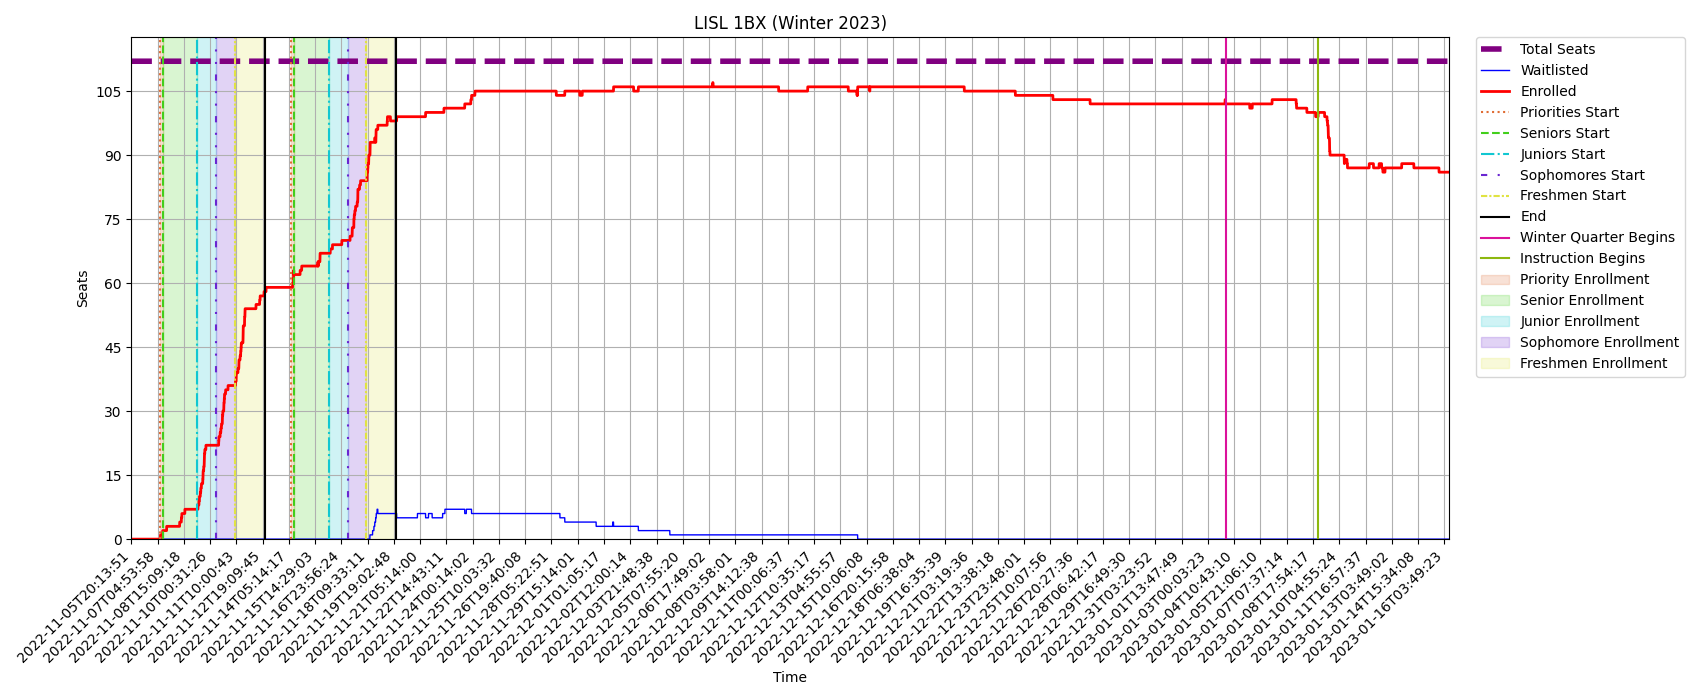 LISL 1BX (Winter 2023)
Total Seats
Waitlisted
Enrolled
Priorities Start
Seniors Start
Juniors Start
Sophomores Start
Freshmen Start
End
Winter Quarter Begins
Instruction Begins
Priority Enrollment
Senior Enrollment
Junior Enrollment
Sophomore Enrollment
Freshmen Enrollment
Seats
105
90
75
60
45
30
15
0
2022-11-05T20:13:51
2022-11-07T04:53:58
2022-11-08T15:09:18
2022-11-10T00:31:26
2022-11-11T10:00:43
2022-11-12T19:09:45
2022-11-14T05:14:17
2022-11-15T14:29:03
2022-11-16T23:56:24
2022-11-18T09:33:11
2022-11-19T19:02:48
2022-11-21T05:14:00
2022-11-22T14:43:11
2022-11-24T00:14:02
2022-11-25T10:03:32
2022-11-26T19:40:08
2022-11-28T05:22:51
2022-11-29T15:14:01
2022-12-01T01:05:17
2022-12-02T12:00:14
2022-12-03T21:48:38
2022-12-05T07:55:20
2022-12-06T17:49:02
2022-12-08T03:58:01
2022-12-09T14:12:38
2022-12-11T00:06:37
2022-12-12T10:35:17
2022-12-13T04:55:57
2022-12-15T10:06:08
2022-12-16T20:15:58
2022-12-18T06:38:04
2022-12-19T16:35:39
2022-12-21T03:19:36
2022-12-22T13:38:18
2022-12-23T23:48:01
2022-12-25T10:07:56
2022-12-26T20:27:36
2022-12-28T06:42:17
2022-12-29T16:49:30
2022-12-31T03:23:52
2023-01-01T13:47:49
2023-01-03T00:03:23
2023-01-04T10:43:10
2023-01-05T21:06:10
2023-01-07T07:37:14
2023-01-08T17:54:17
2023-01-10T04:55:24
2023-01-11T16:57:37
2023-01-13T03:49:02
2023-01-14T15:34:08
2023-01-16T03:49:23
Time